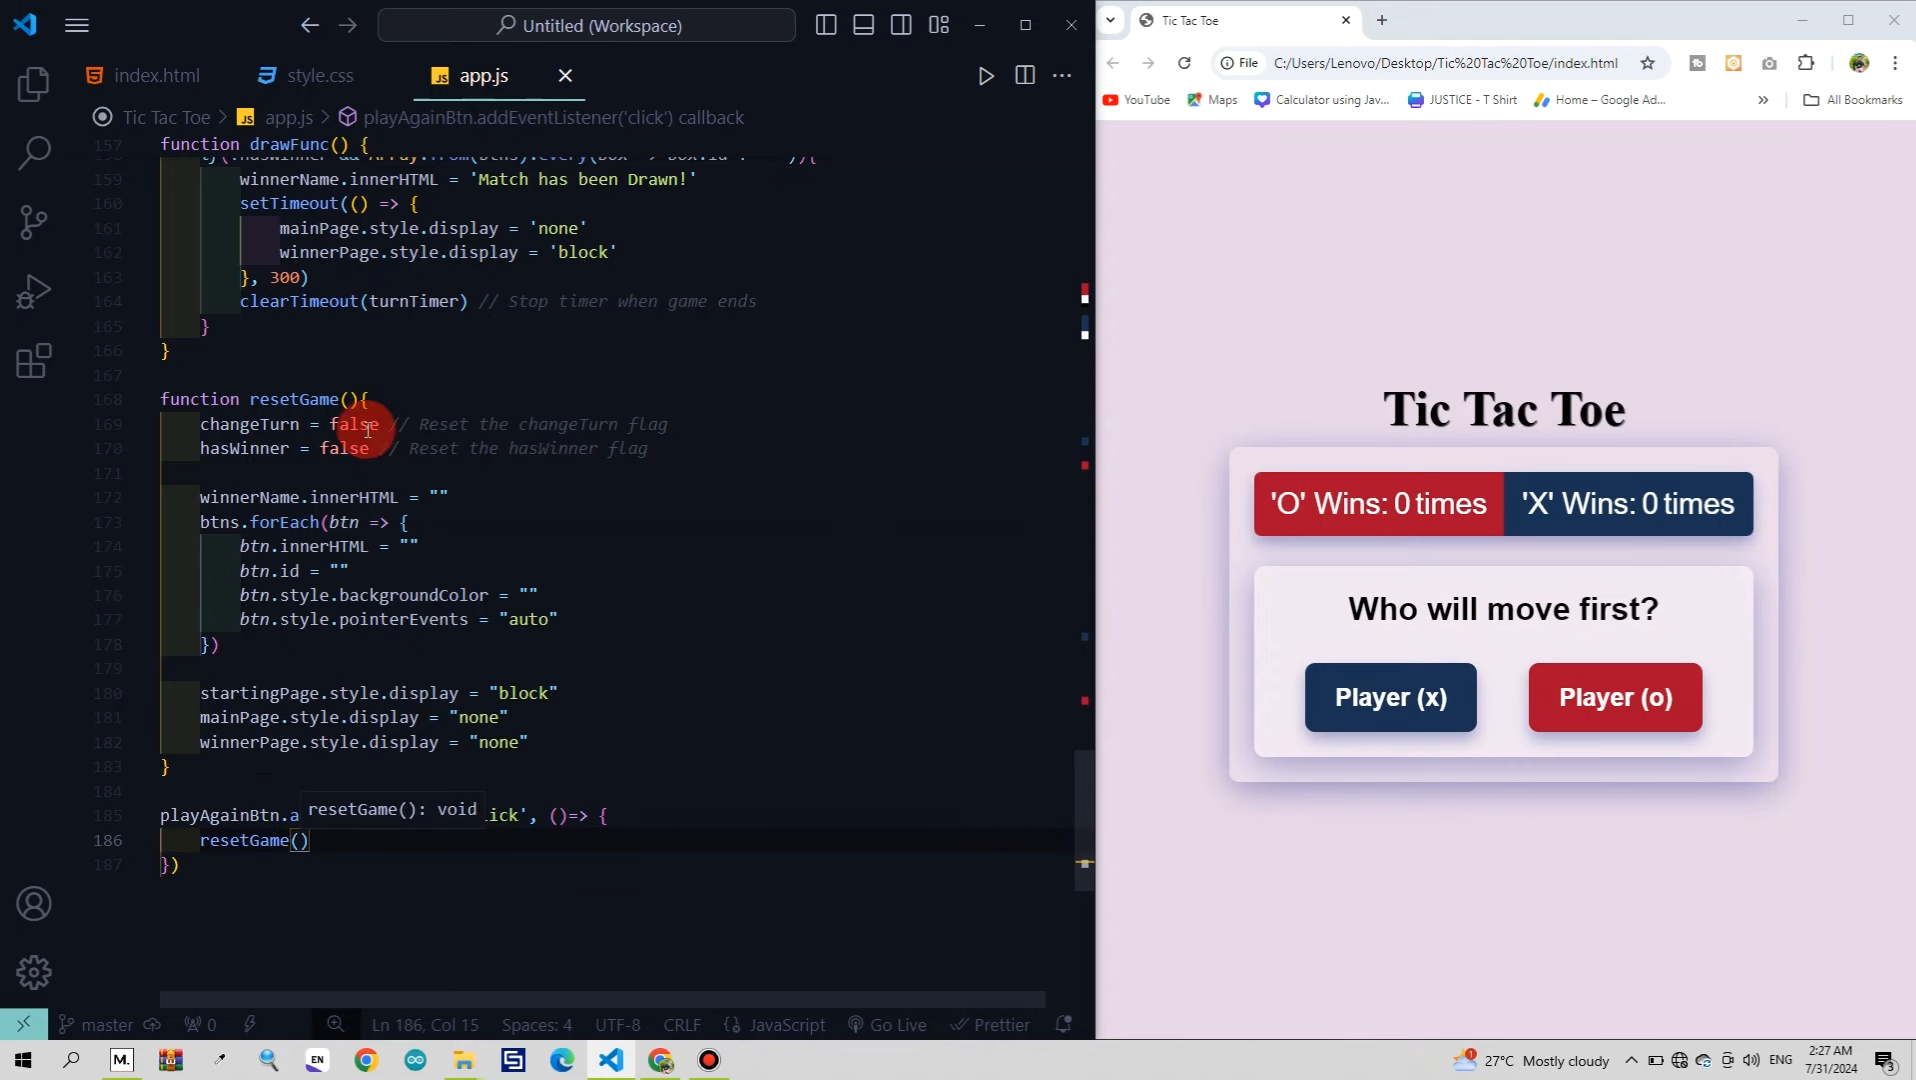 Untitled (Workspace)
index.html
style.css
JS app.js
Tic Tac Toe > JS app.js > playAgainBtn.addEventListener('click') callback
157 function drawFunc() {
159 winnerName.innerHTML = 'Match has been Drawn!'
160 setTimeout(() => {
161 mainPage.style.display = 'none'
162 winnerPage.style.display = 'block'
163 }, 300)
164 clearTimeout(turnTimer) // Stop timer when game ends
165 }
166 }
167
168 function resetGame(){
169 changeTurn = false // Reset the changeTurn flag
170 hasWinner = false // Reset the hasWinner flag
171
172 winnerName.innerHTML = ""
173 btns.forEach(btn => {
174 btn.innerHTML = ""
175 btn.id = ""
176 btn.style.backgroundColor = ""
177 btn.style.pointerEvents = "auto"
178 })
179
180 startingPage.style.display = "block"
181 mainPage.style.display = "none"
182 winnerPage.style.display = "none"
183 }
184
resetGame(): void
185 playAgainBtn.a lick', ()=> {
186 resetGame()
187 })
master
0
Ln 186, Col 15
Spaces: 4
UTF-8
CRLF
{} JavaScript
Go Live
Prettier
Tic Tac Toe
File
C:/Users/Lenovo/Desktop/Tic%20Tac%20Toe/index.html
YouTube
Maps
Calculator using Jav...
JUSTICE - T Shirt
Home – Google Ad...
All Bookmarks
Tic Tac Toe
'O' Wins: 0 times
'X' Wins: 0 times
Who will move first?
Player (x)
Player (o)
M.
EN
27°C Mostly cloudy
ENG
2:27 AM
7/31/2024
3